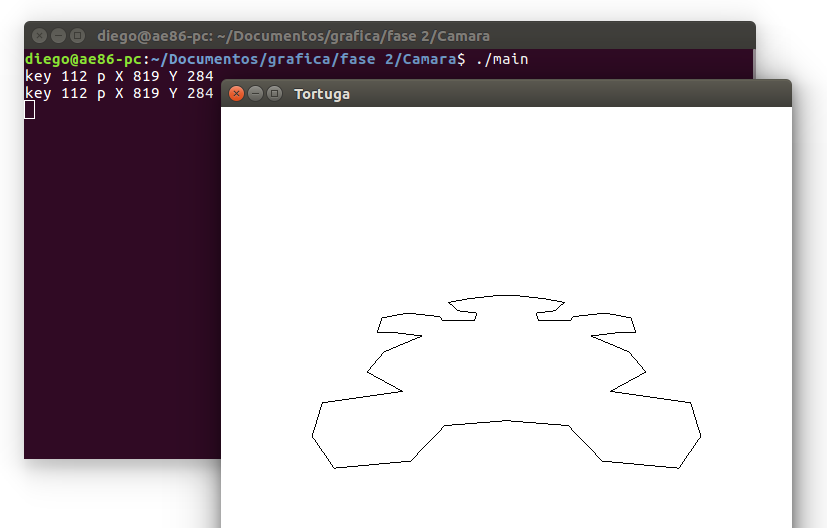 diego@ae86-pc: ~/Documentos/grafica/fase 2/Camara
diego@ae86-pc:~/Documentos/grafica/fase 2/Camara$ ./main
key 112 p X 819 Y 284
key 112 p X 819 Y 284
Tortuga